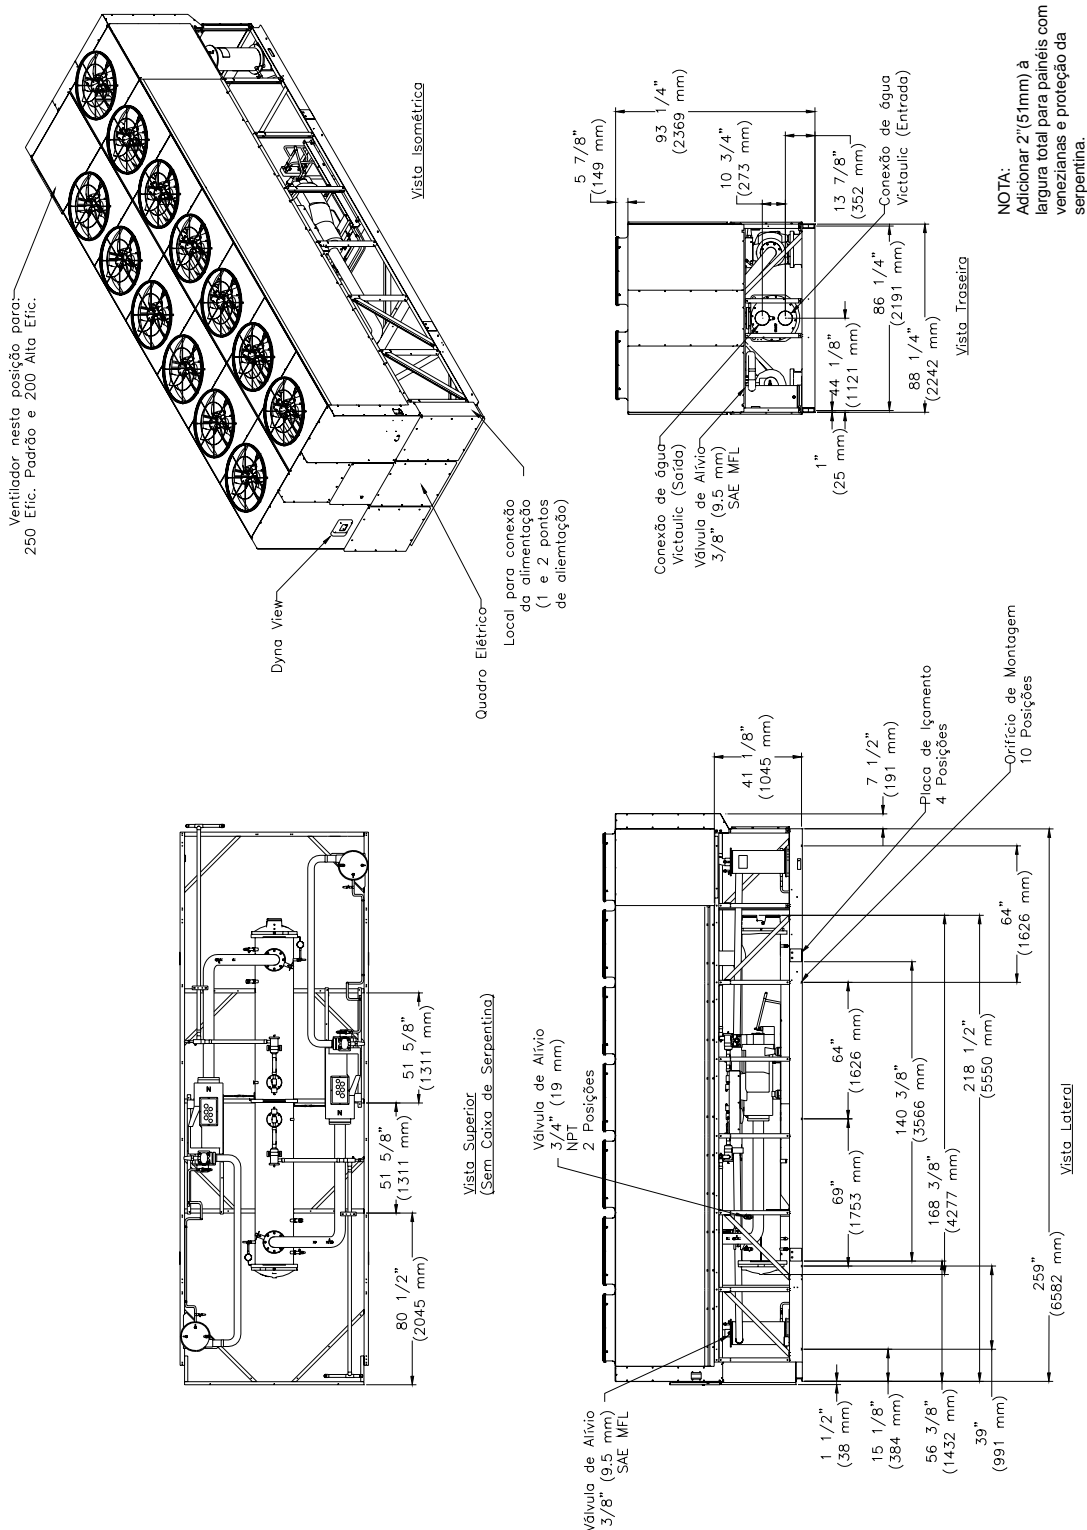 Ventilador nesta posição para:
250 Efic. Padrão e 200 Alta Efic.
Dyna View
Quadro Elétrico
Local para conexão
da alimentação
(1 e 2 pontos
de aliemtação)
Vista Isométrica
5 7/8"
(149 mm)
93 1/4"
(2369 mm)
10 3/4"
(273 mm)
13 7/8"
(352 mm)
Conexão de água
Victaulic (Entrada)
Conexão de água
Victaulic (Saída)
Válvula de Alívio
3/8" (9.5 mm)
SAE MFL
1"
(25 mm)
44 1/8"
(1121 mm)
86 1/4"
(2191 mm)
88 1/4"
(2242 mm)
Vista Traseira
NOTA:
Adicionar 2"(51mm) à
largura total para painéis com
venezianas e proteção da
serpentina.
80 1/2"
(2045 mm)
51 5/8"
(1311 mm)
51 5/8"
(1311 mm)
Vista Superior
(Sem Caixa de Serpentina)
Válvula de Alívio
3/8" (9.5 mm)
SAE MFL
Válvula de Alívio
3/4" (19 mm)
NPT
2 Posições
41 1/8"
(1045 mm)
7 1/2"
(191 mm)
Placa de Içamento
4 Posições
Orifício de Montagem
10 Posições
1 1/2"
(38 mm)
15 1/8"
(384 mm)
56 3/8"
(1432 mm)
39"
(991 mm)
69"
(1753 mm)
64"
(1626 mm)
64"
(1626 mm)
140 3/8"
(3566 mm)
168 3/8"
(4277 mm)
218 1/2"
(5550 mm)
259"
(6582 mm)
Vista Lateral